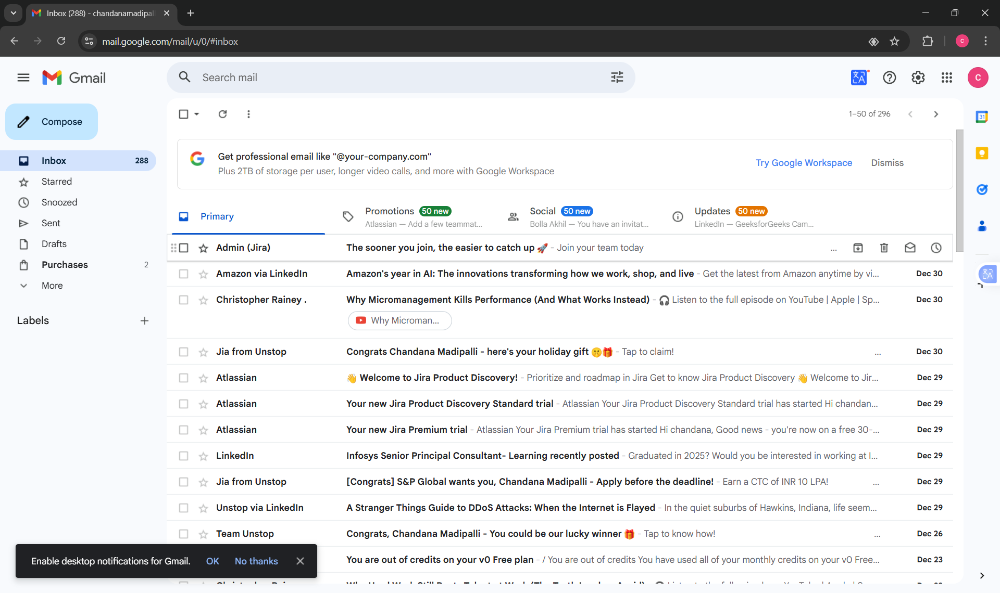 Inbox (288) - chandanamadipal
mail.google.com/mail/u/0/#inbox
C
Gmail
Search mail
C
Compose
1–50 of 296
31
Get professional email like "@your-company.com"
Plus 2TB of storage per user, longer video calls, and more with Google Workspace
Try Google Workspace
Dismiss
Inbox 288
Starred
Snoozed
Sent
Drafts
Purchases 2
More
Labels
Primary
Promotions 50 new
Atlassian — Add a few teammat...
Social 50 new
Bolla Akhil — You have an invitat...
Updates 50 new
LinkedIn — GeeksforGeeks Cam...
Admin (Jira) The sooner you join, the easier to catch up 🚀 - Join your team today ...
Amazon via LinkedIn Amazon's year in AI: The innovations transforming how we work, shop, and live - Get the latest from Amazon anytime by vi... Dec 30
Christopher Rainey . Why Micromanagement Kills Performance (And What Works Instead) - 🎧 Listen to the full episode on YouTube | Apple | Sp... Dec 30
Why Microman...
Jia from Unstop Congrats Chandana Madipalli - here's your holiday gift 🤫🎁 - Tap to claim! ... Dec 30
Atlassian 👋 Welcome to Jira Product Discovery! - Prioritize and roadmap in Jira Get to know Jira Product Discovery 👋 Welcome to Jir... Dec 29
Atlassian Your new Jira Product Discovery Standard trial - Atlassian Your Jira Product Discovery Standard trial has started Hi chandan... Dec 29
Atlassian Your new Jira Premium trial - Atlassian Your Jira Premium trial has started Hi chandana, Good news - you're now on a free 30-... Dec 29
LinkedIn Infosys Senior Principal Consultant- Learning recently posted - Graduated in 2025? Would you be interested in working at I... Dec 29
Jia from Unstop [Congrats] S&P Global wants you, Chandana Madipalli - Apply before the deadline! - Earn a CTC of INR 10 LPA! ... Dec 29
Unstop via LinkedIn A Stranger Things Guide to DDoS Attacks: When the Internet is Flayed - In the quiet suburbs of Hawkins, Indiana, life seem... Dec 29
Team Unstop Congrats, Chandana Madipalli - You could be our lucky winner 🎁 - Tap to know how! ... Dec 26
You are out of credits on your v0 Free plan - / You are out of credits You have used all of your monthly credits on your v0 Free... Dec 23
Enable desktop notifications for Gmail. OK No thanks